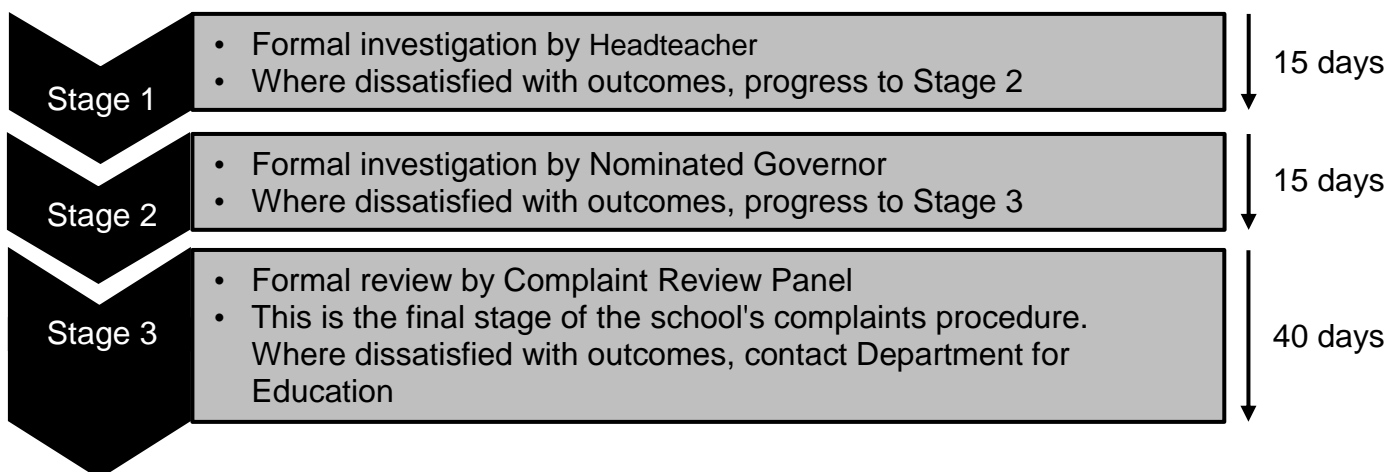 Stage 1
• Formal investigation by Headteacher
• Where dissatisfied with outcomes, progress to Stage 2
15 days
Stage 2
• Formal investigation by Nominated Governor
• Where dissatisfied with outcomes, progress to Stage 3
15 days
Stage 3
• Formal review by Complaint Review Panel
• This is the final stage of the school's complaints procedure.
Where dissatisfied with outcomes, contact Department for
Education
40 days